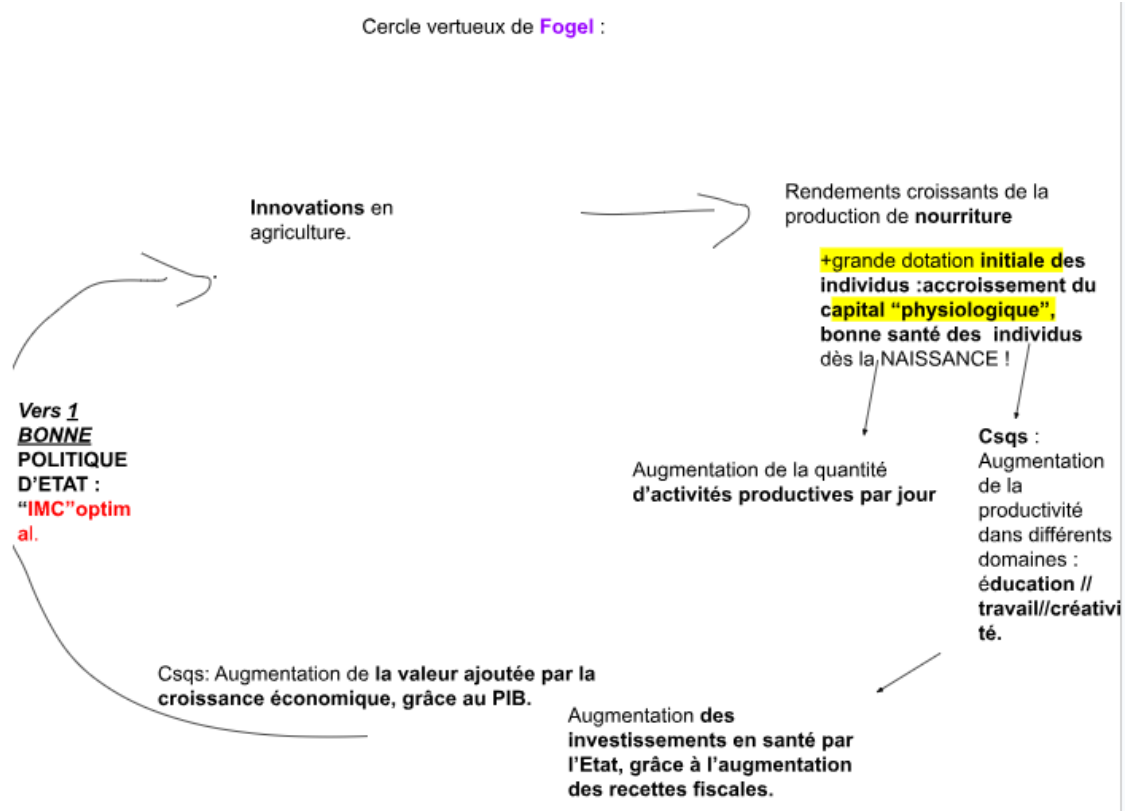 Cercle vertueux de Fogel :
Innovations en
agriculture.
Rendements croissants de la
production de nourriture
+grande dotation initiale des
individus :accroissement du
capital “physiologique”,
bonne santé des individus
dès la NAISSANCE !
Vers 1
BONNE
POLITIQUE
D’ETAT :
“IMC”optim
al.
Augmentation de la quantité
d’activités productives par jour
Csqs :
Augmentation
de la
productivité
dans différents
domaines :
éducation //
travail//créativi
té.
Csqs: Augmentation de la valeur ajoutée par la
croissance économique, grâce au PIB.
Augmentation des
investissements en santé par
l’Etat, grâce à l’augmentation
des recettes fiscales.